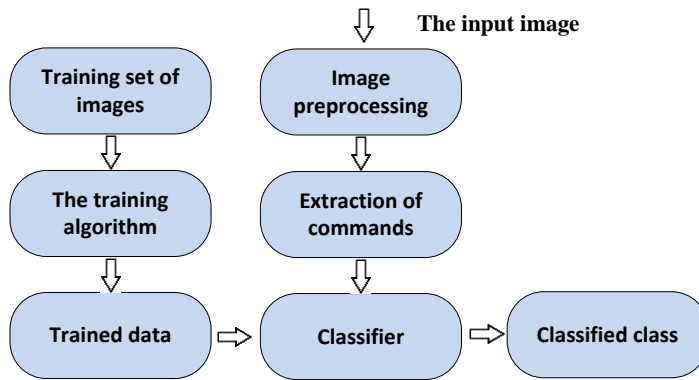 The input image
Training set of
images
Image
preprocessing
The training
algorithm
Extraction of
commands
Trained data
Classifier
Classified class